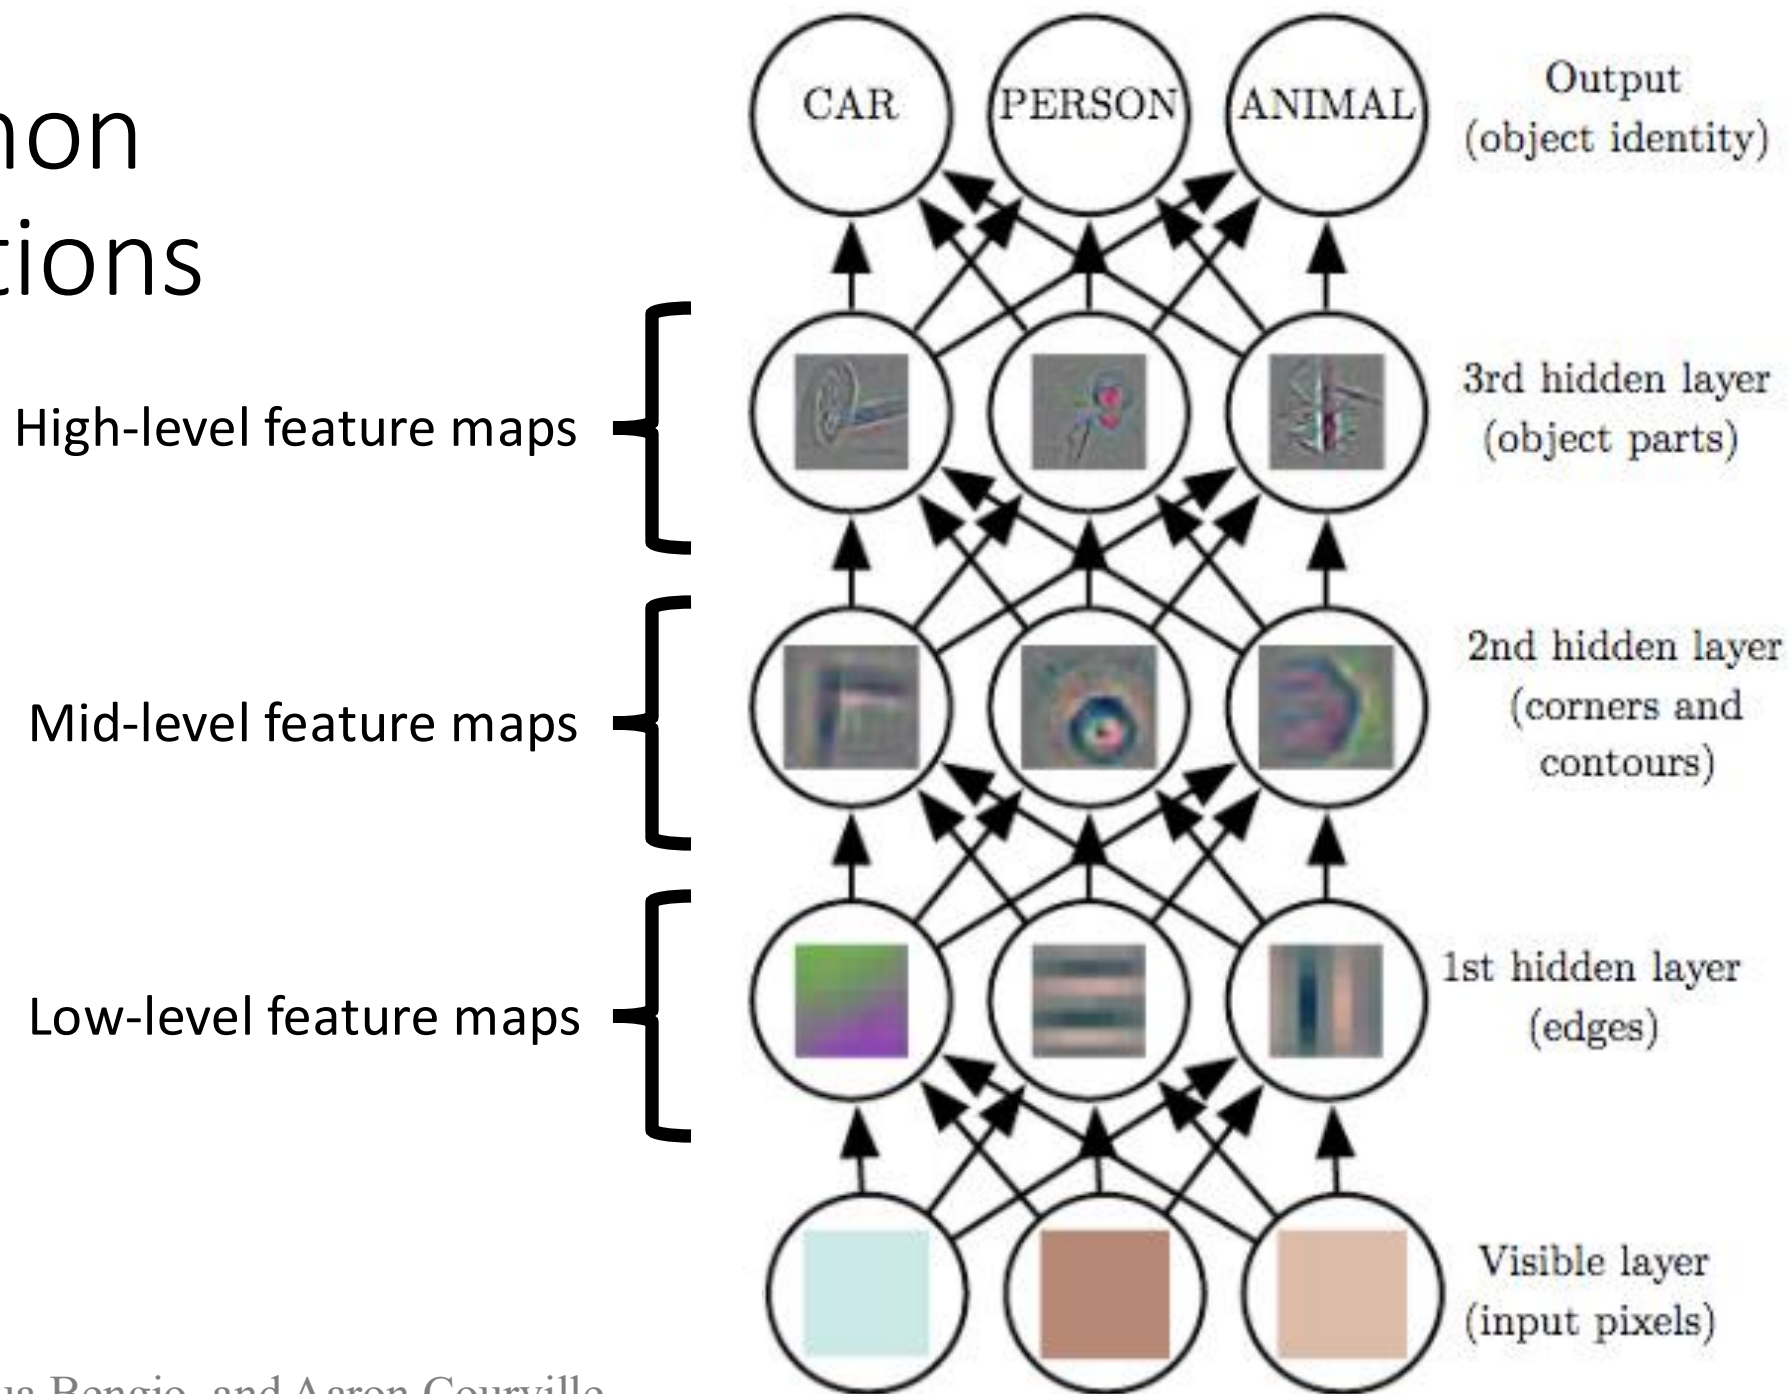 non
tions
CAR
PERSON
ANIMAL
Output
(object identity)
High-level feature maps
3rd hidden layer
(object parts)
Mid-level feature maps
2nd hidden layer
(corners and
contours)
Low-level feature maps
1st hidden layer
(edges)
Visible layer
(input pixels)
ua Bengio, and Aaron Courville